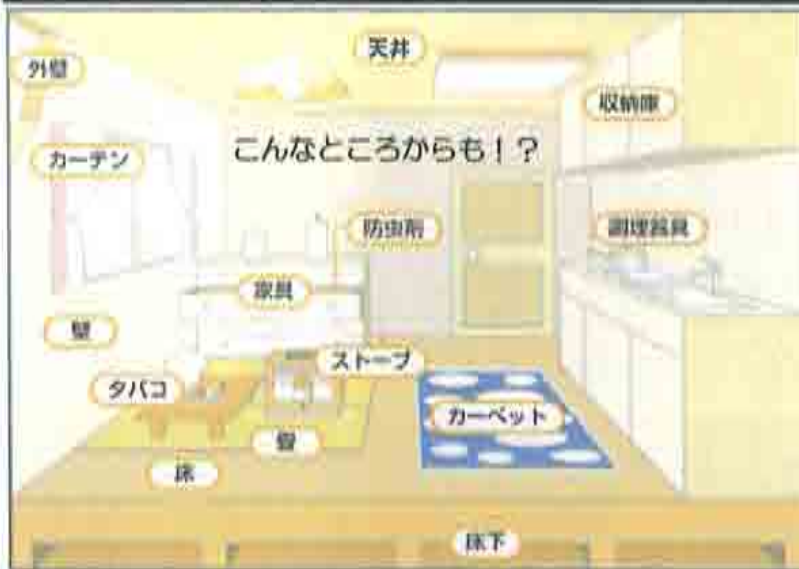 天井
外壁
収納庫
こんなところからも！？
カーテン
防虫剤
調理器具
家具
壁
ストーブ
タバコ
カーペット
畳
床
床下